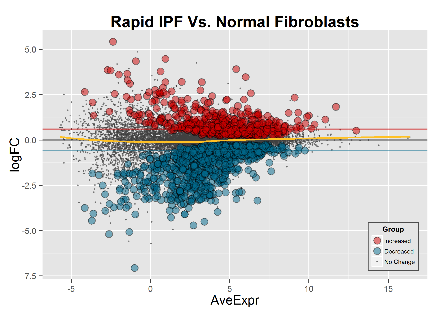 Rapid IPF Vs. Normal Fibroblasts
logFC
5.0
2.5
0.0
-2.5
-5.0
7.5
-5
0
5
10
15
AveExpr
Group
Increased
Decreased
No Change